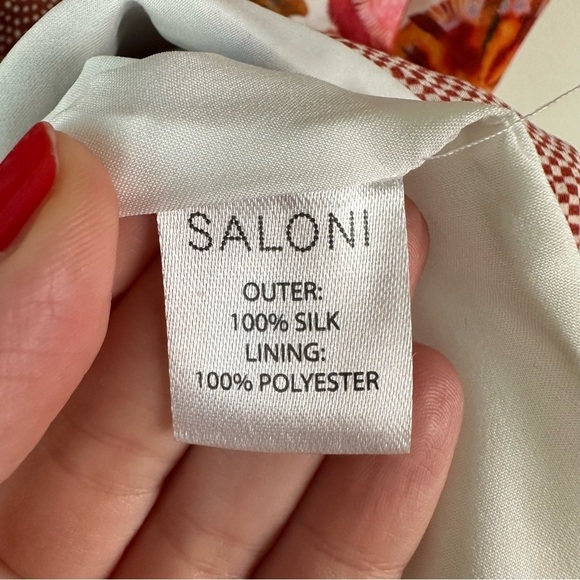 SALONI
OUTER:
100% SILK
LINING:
100% POLYESTER